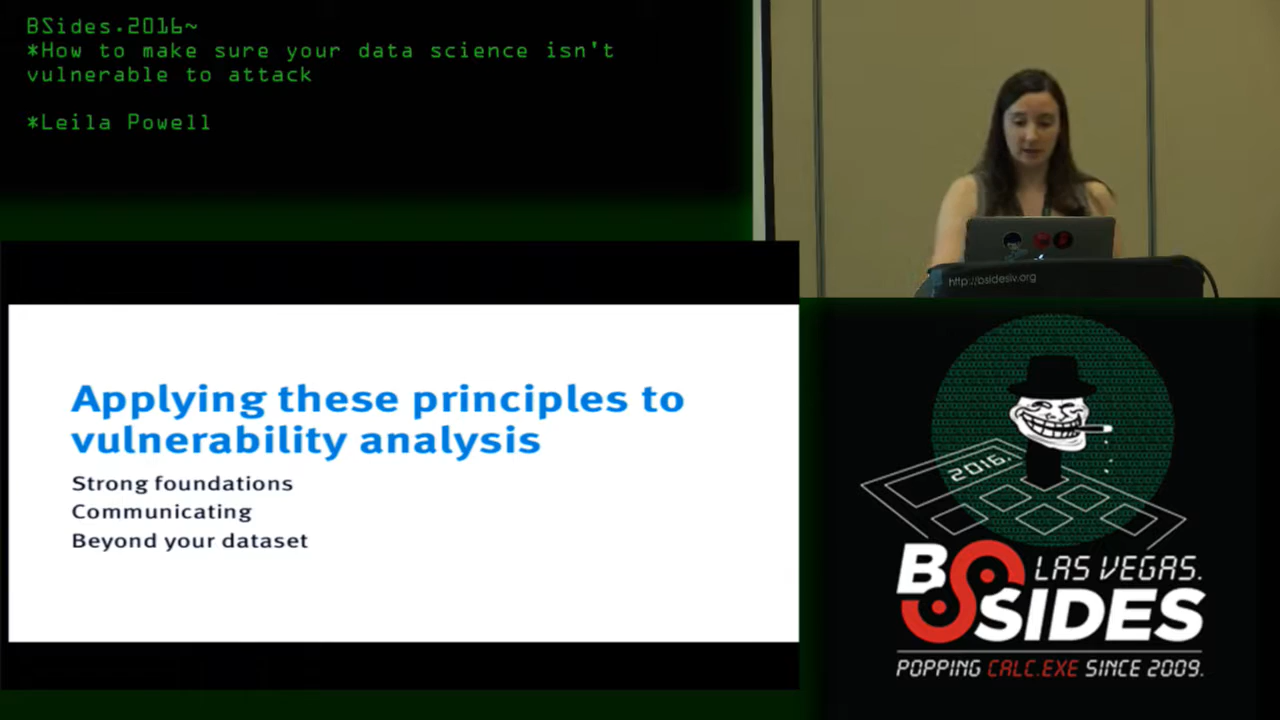 BSides.2016~
*How to make sure your data science isn't
vulnerable to attack
*Leila Powell
http://bsideslv.org
Applying these principles to
vulnerability analysis
Strong foundations
Communicating
Beyond your dataset
2016.
BSIDES
LAS VEGAS.
POPPING CALC.EXE SINCE 2009.